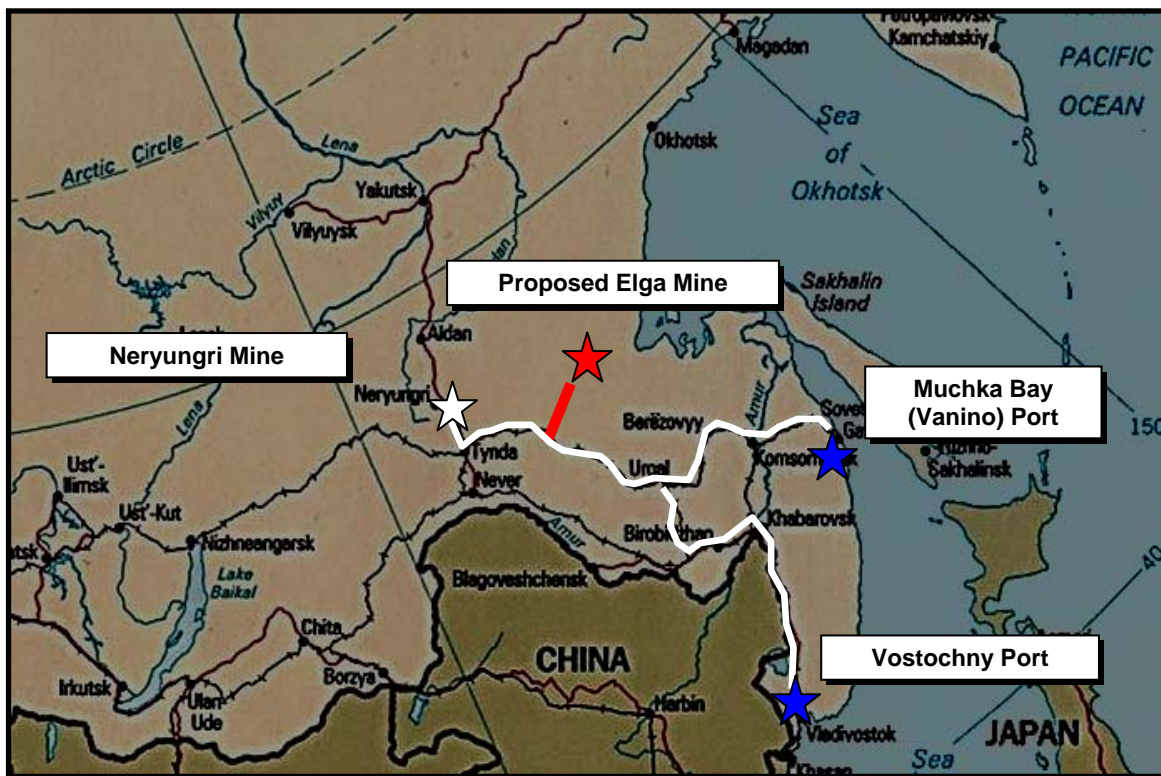 Petropavlovsk
Kamchatskiy
Magadan
PACIFIC
OCEAN
Arctic Circle
Lena
Okhotsk
Sea
of
Okhotsk
Yakutsk
Vilyuy
Vilyuysk
Proposed Elga Mine
Sakhalin
Island
Neryungri Mine
Aldan
Muchka Bay
(Vanino) Port
Neryungri
Lena
Amur
Berëzovyy
150
Sakhalinsk
Tynda
Urgal
Ust'-
Ilimsk
Never
Ust'-Kut
Khabarovsk
Amur
Nizhneangarsk
40
Blagoveshchensk
Lake
Baikal
Chita
Vostochny Port
CHINA
Borzya
Irkutsk
Ulan
Ude
Harbin
Vladivostok
JAPAN
Sea
Khasan